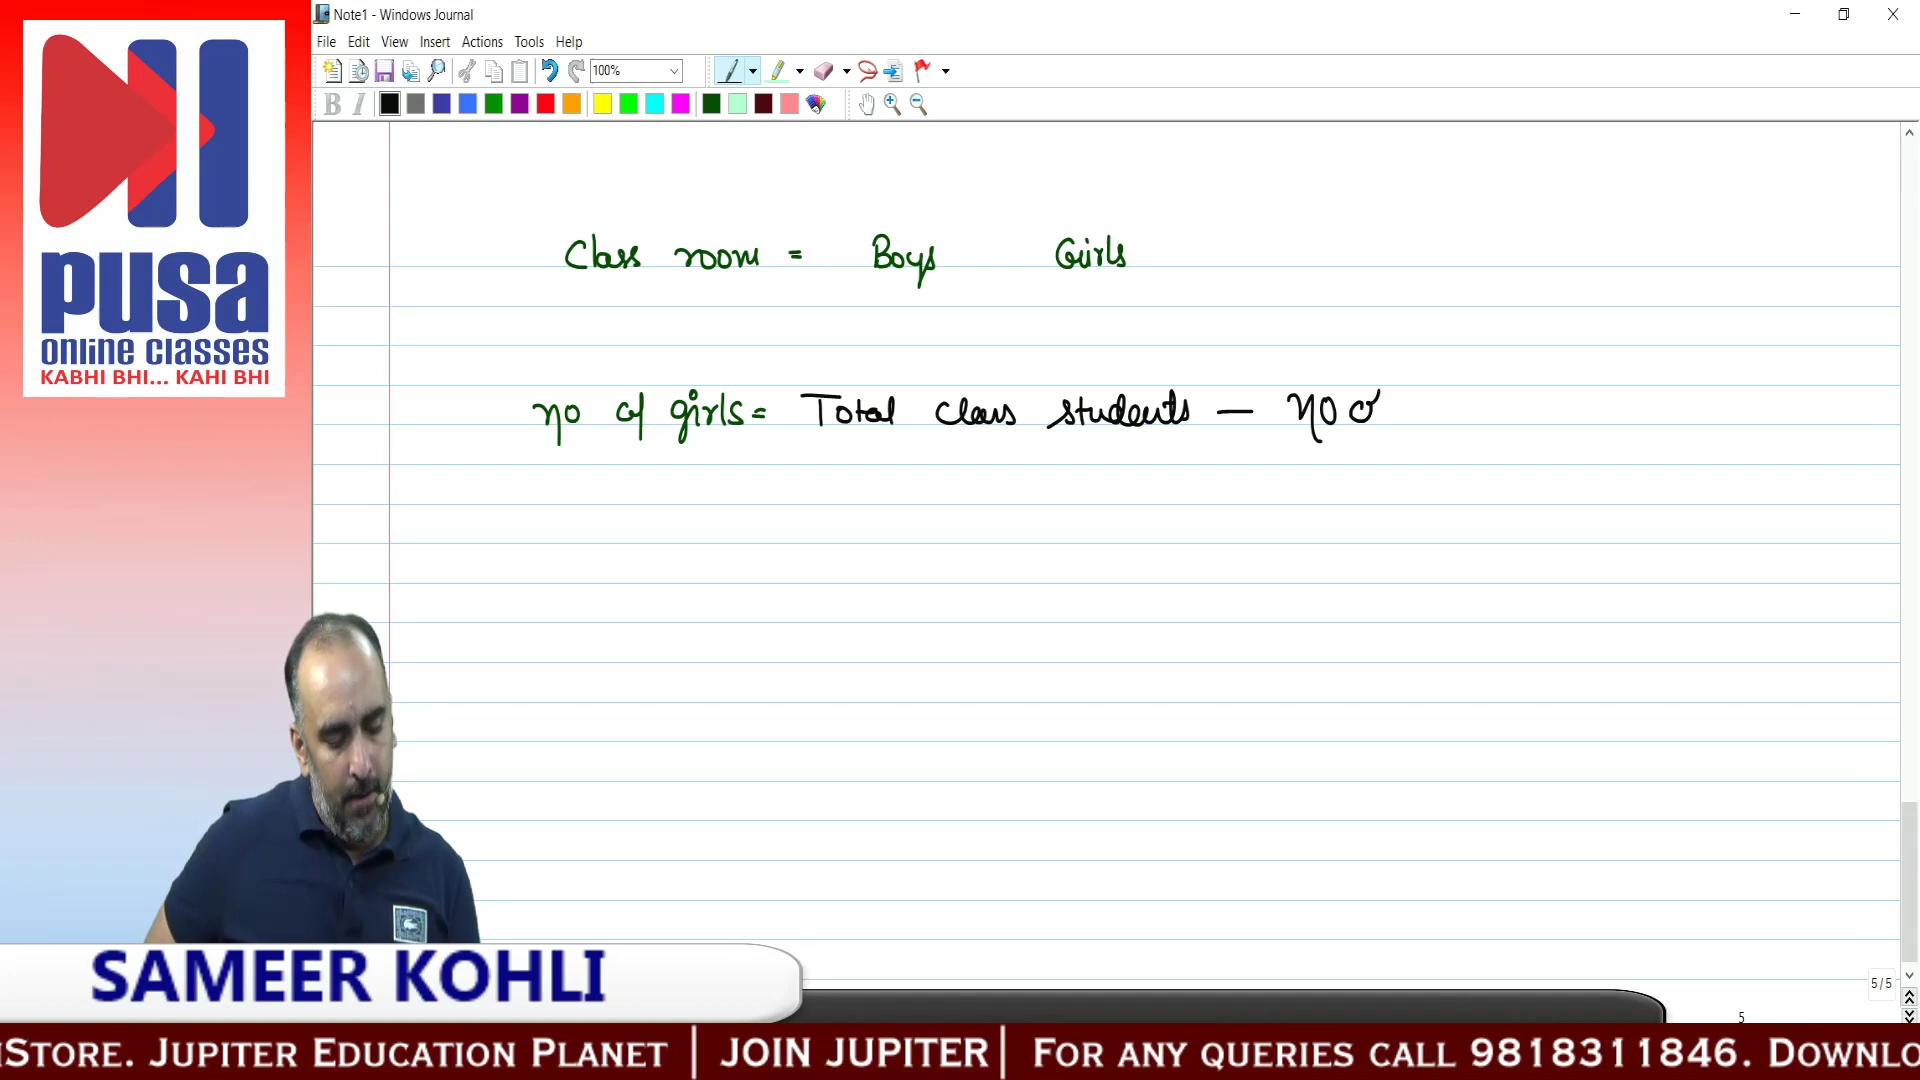 Note1 - Windows Journal
File Edit View Insert Actions Tools Help
100%
B I
PUSA
online classes
KABHI BHI... KAHI BHI
Class room = Boys Girls
no of girls = Total class students — no o
SAMEER KOHLI
5/5
5
iStore. Jupiter Education Planet | JOIN JUPITER | For any queries call 9818311846. Downlo